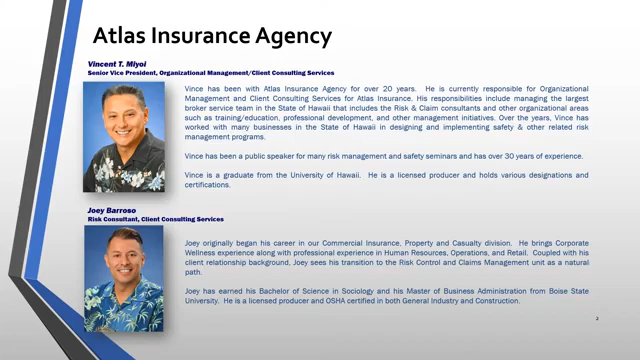 Atlas Insurance Agency
Vincent T. Miyoi
Senior Vice President, Organizational Management/Client Consulting Services
Vince has been with Atlas Insurance Agency for over 20 years. He is currently responsible for Organizational
Management and Client Consulting Services for Atlas Insurance. His responsibilities include managing the largest
broker service team in the State of Hawaii that includes the Risk & Claim consultants and other organizational areas
such as training/education, professional development, and other management initiatives. Over the years, Vince has
worked with many businesses in the State of Hawaii in designing and implementing safety & other related risk
management programs.
Vince has been a public speaker for many risk management and safety seminars and has over 30 years of experience.
Vince is a graduate from the University of Hawaii. He is a licensed producer and holds various designations and
certifications.
Joey Barroso
Risk Consultant, Client Consulting Services
Joey originally began his career in our Commercial Insurance, Property and Casualty division. He brings Corporate
Wellness experience along with professional experience in Human Resources, Operations, and Retail. Coupled with his
client relationship background, Joey sees his transition to the Risk Control and Claims Management unit as a natural
path.
Joey has earned his Bachelor of Science in Sociology and his Master of Business Administration from Boise State
University. He is a licensed producer and OSHA certified in both General Industry and Construction.
2